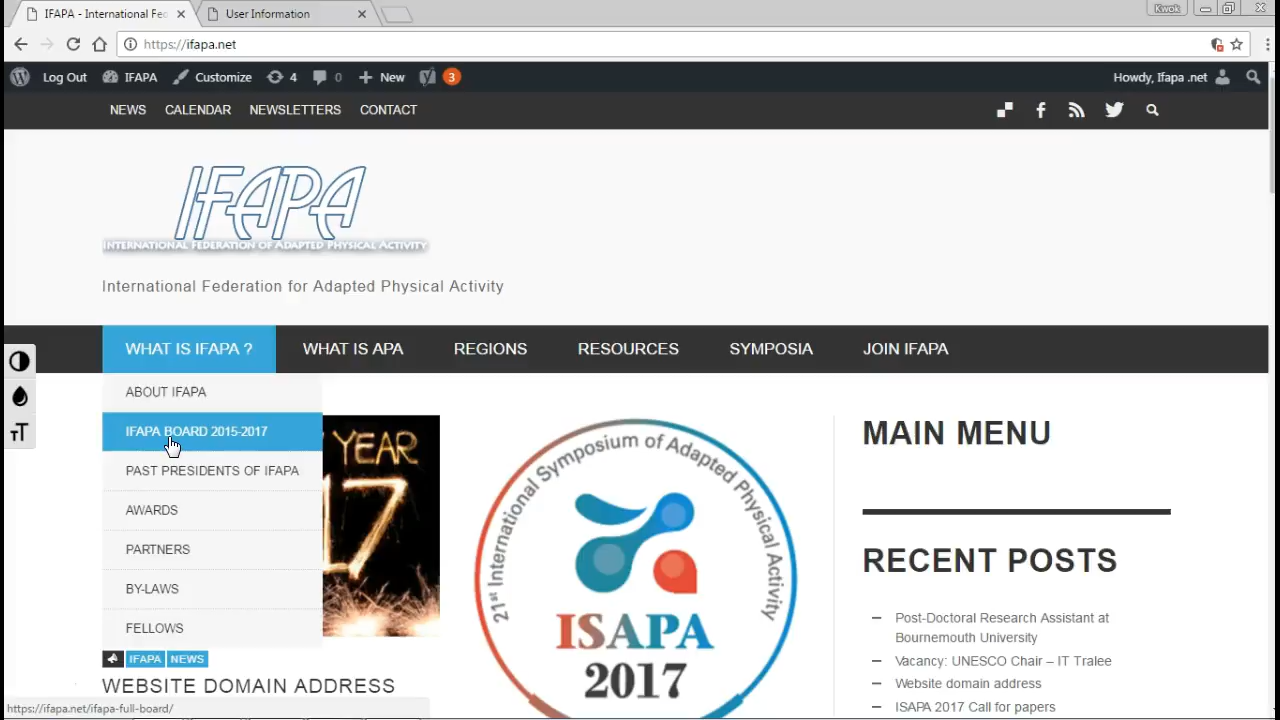 IFAPA - International Fed
User Information
Kwok
https://ifapa.net
Log Out IFAPA Customize 4 0 New 3 Howdy, Ifapa .net
NEWS CALENDAR NEWSLETTERS CONTACT
IFAPA
INTERNATIONAL FEDERATION OF ADAPTED PHYSICAL ACTIVITY
International Federation for Adapted Physical Activity
WHAT IS IFAPA ? WHAT IS APA REGIONS RESOURCES SYMPOSIA JOIN IFAPA
ABOUT IFAPA
IFAPA BOARD 2015-2017
PAST PRESIDENTS OF IFAPA
AWARDS
PARTNERS
BY-LAWS
FELLOWS
YEAR
17
IFAPA NEWS
WEBSITE DOMAIN ADDRESS
21st International Symposium of Adapted Physical Activity
ISAPA
2017
MAIN MENU
RECENT POSTS
Post-Doctoral Research Assistant at
Bournemouth University
Vacancy: UNESCO Chair – IT Tralee
Website domain address
ISAPA 2017 Call for papers
https://ifapa.net/ifapa-full-board/